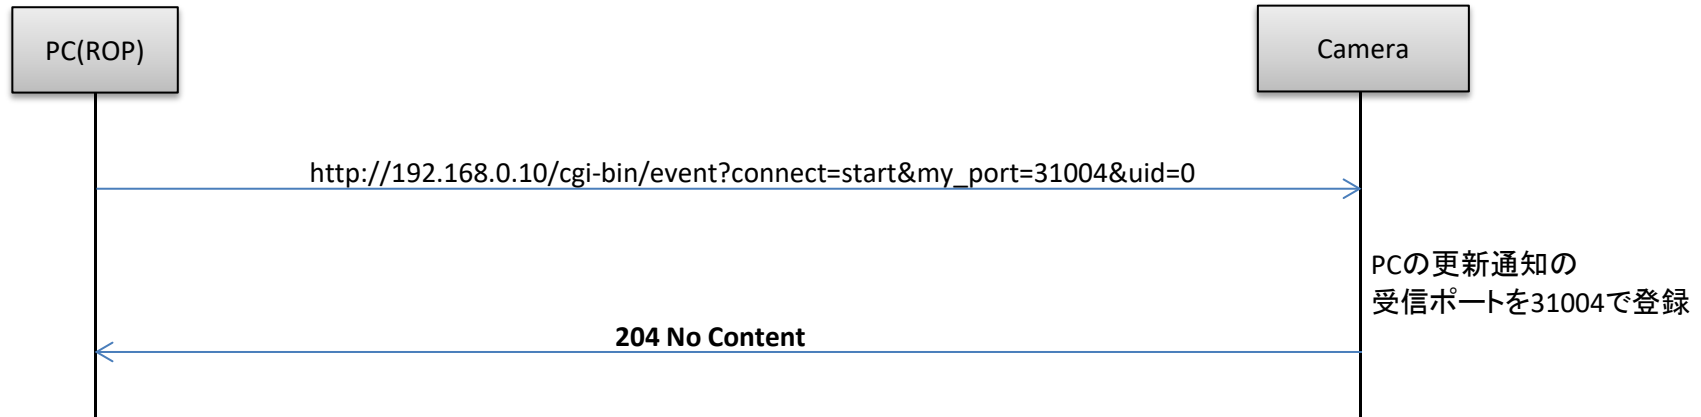 PC(ROP)
Camera
http://192.168.0.10/cgi-bin/event?connect=start&my_port=31004&uid=0
PCの更新通知の
受信ポートを31004で登録
204 No Content